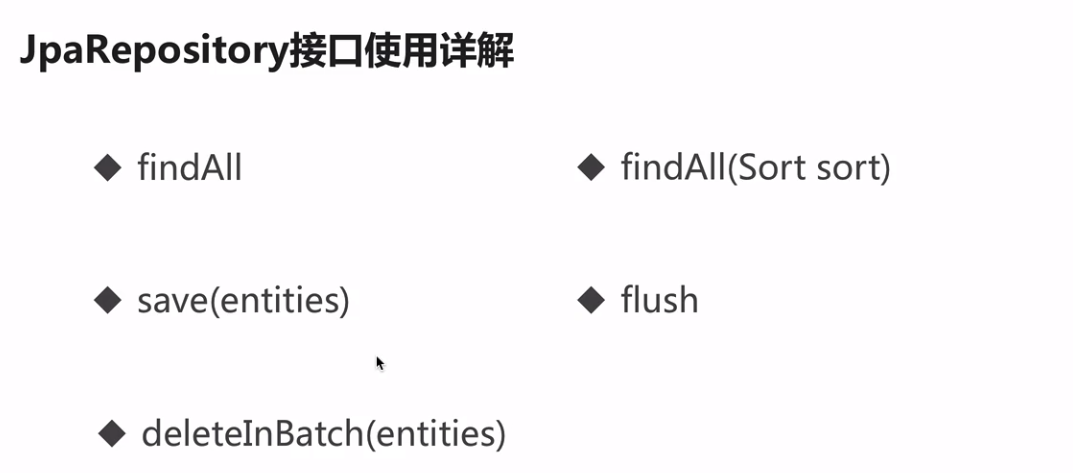 JpaRepository接口使用详解
◆ findAll
◆ findAll(Sort sort)
◆ save(entities)
◆ flush
◆ deleteInBatch(entities)